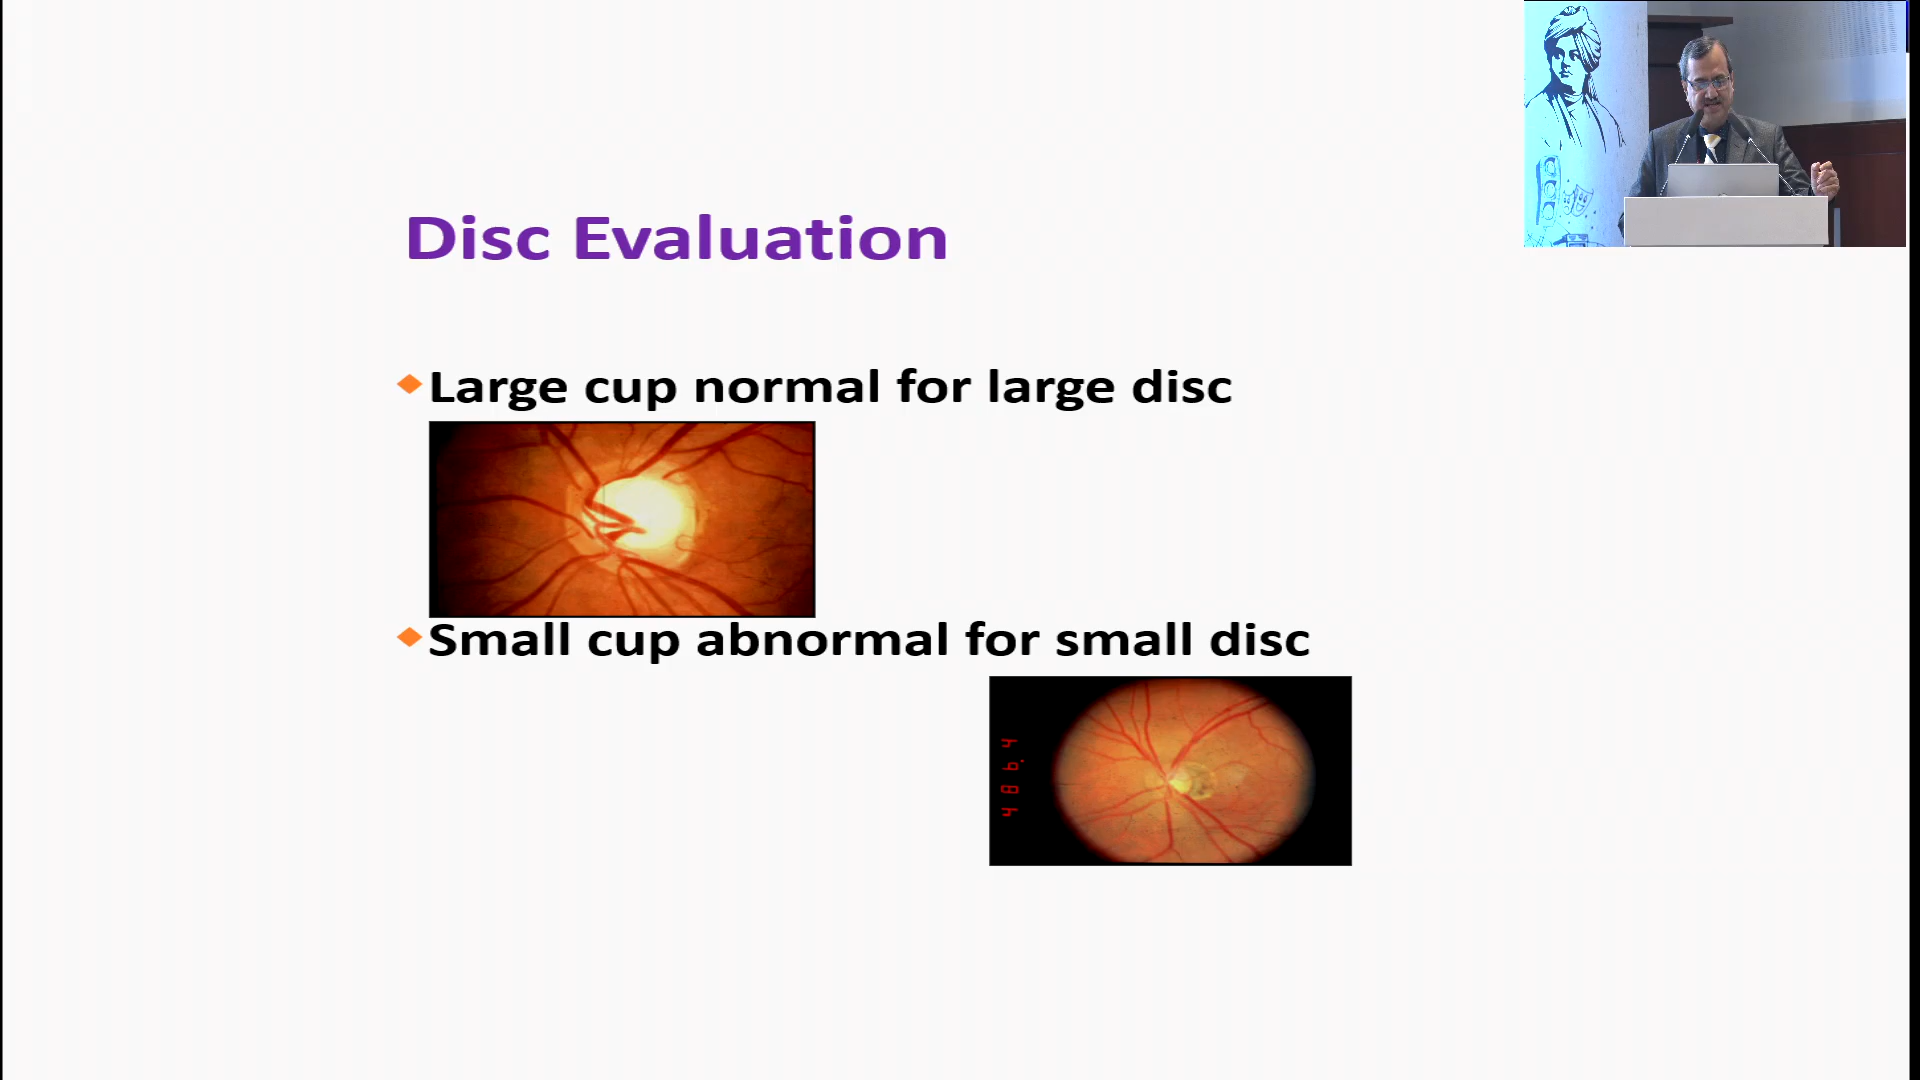 Disc Evaluation
Large cup normal for large disc
Small cup abnormal for small disc